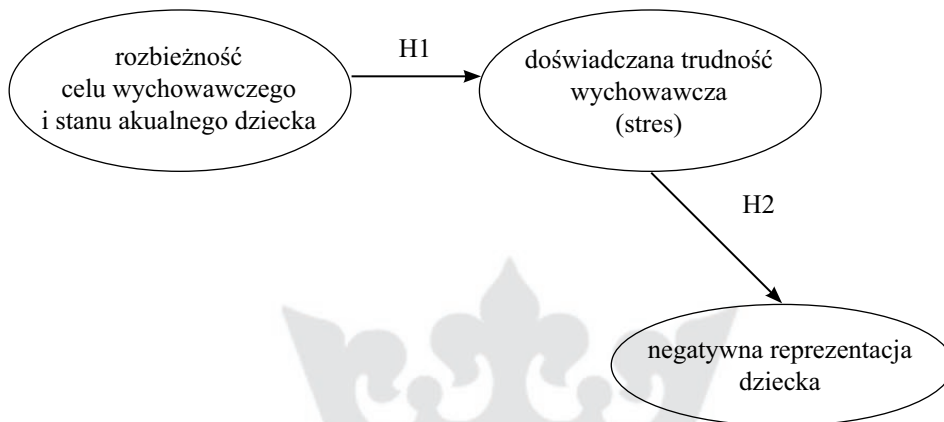 rozbieżność
celu wychowawczego
i stanu akualnego dziecka
H1
doświadczana trudność
wychowawcza
(stres)
H2
negatywna reprezentacja
dziecka